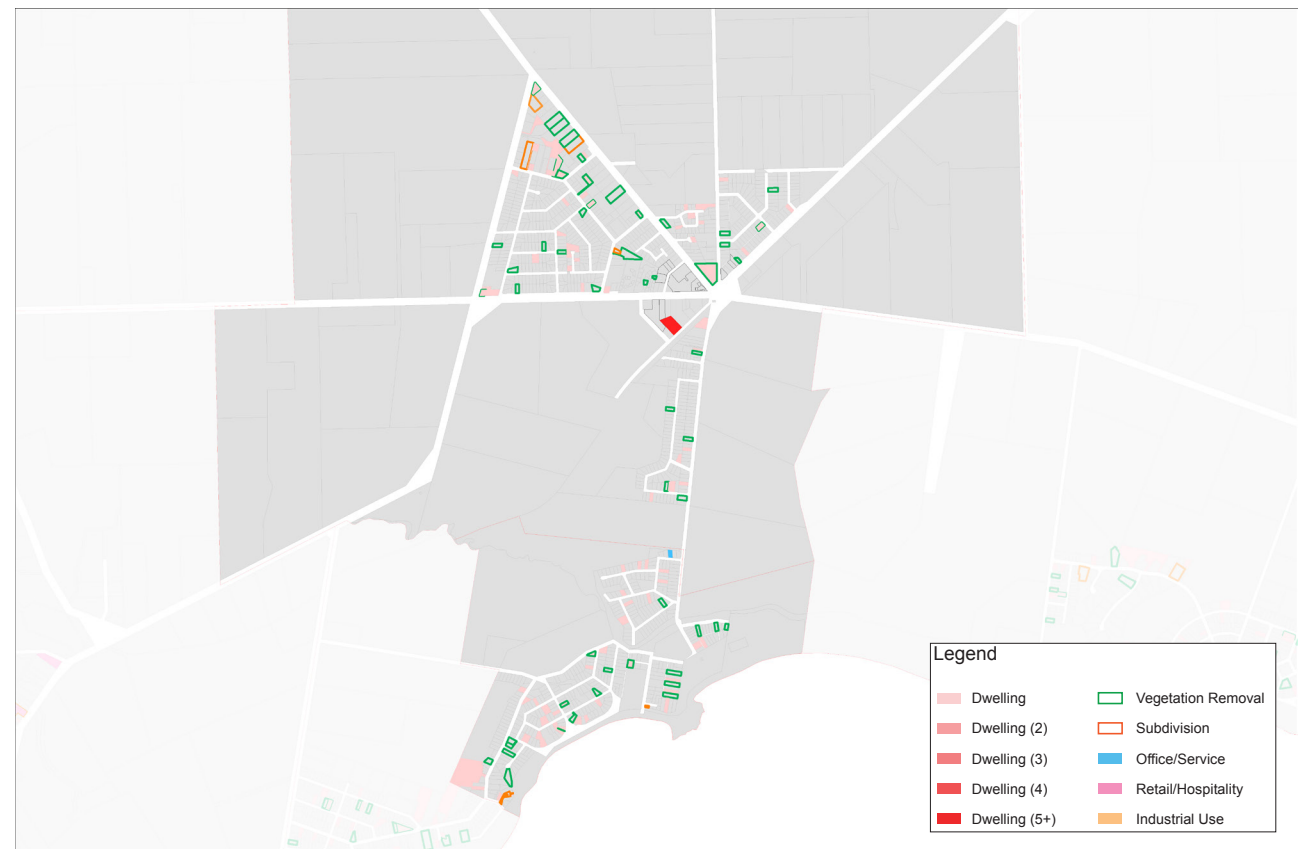 Legend
Dwelling
Dwelling (2)
Dwelling (3)
Dwelling (4)
Dwelling (5+)
Vegetation Removal
Subdivision
Office/Service
Retail/Hospitality
Industrial Use